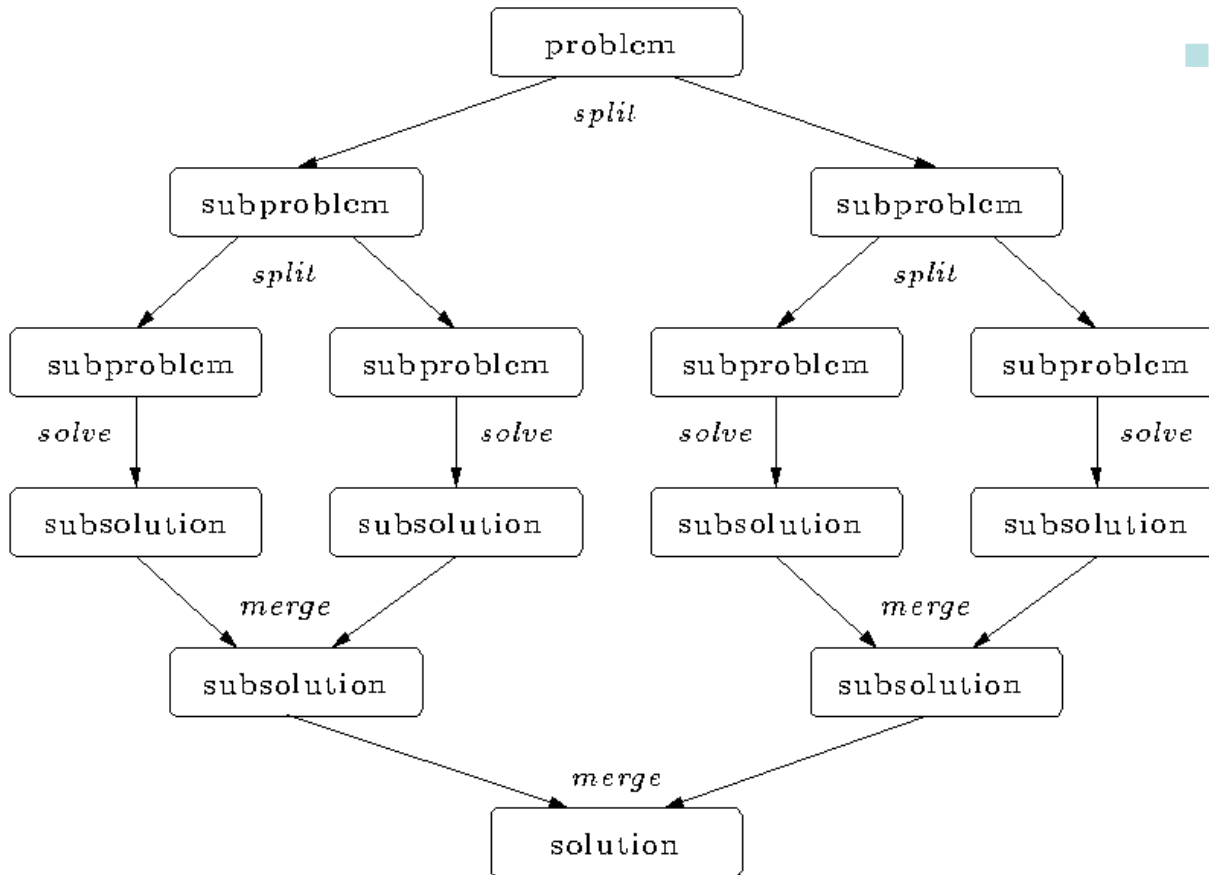 problem
split
subproblem subproblem
split split
subproblem subproblem subproblem subproblem
solve solve solve solve
subsolution subsolution subsolution subsolution
merge merge
subsolution subsolution
merge
solution